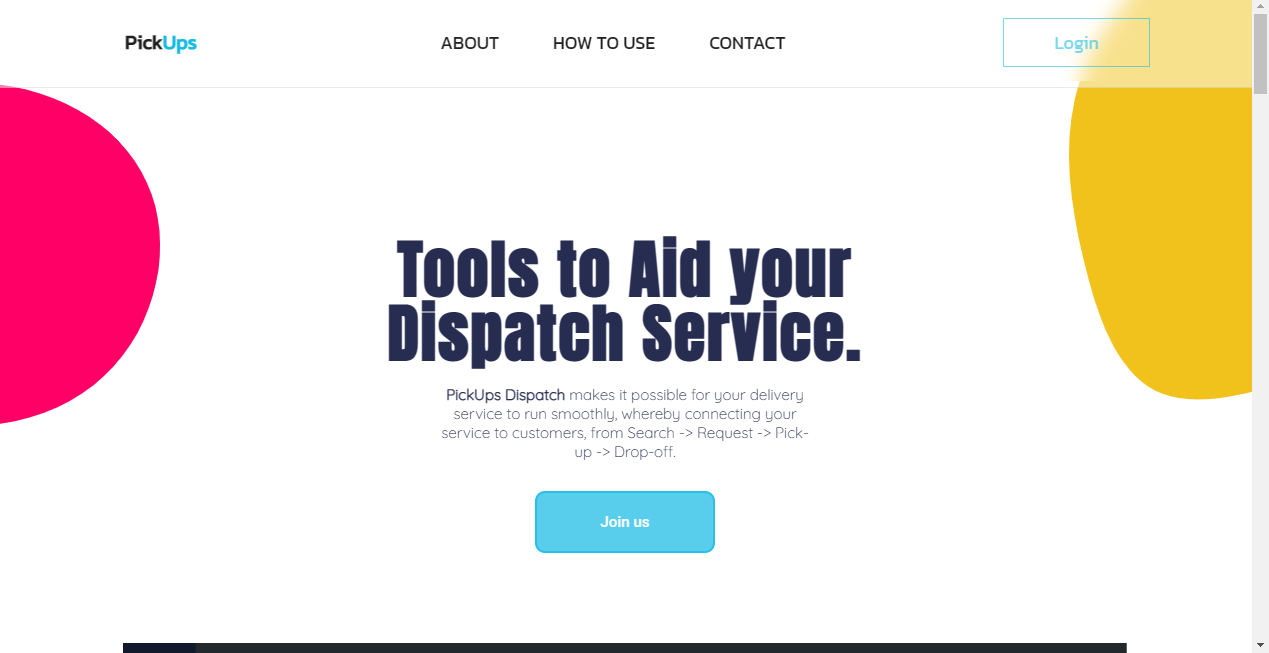 PickUps
ABOUT
HOW TO USE
CONTACT
Login
Tools to Aid your
Dispatch Service.
PickUps Dispatch makes it possible for your delivery
service to run smoothly, whereby connecting your
service to customers, from Search -> Request -> Pick-
up -> Drop-off.
Join us